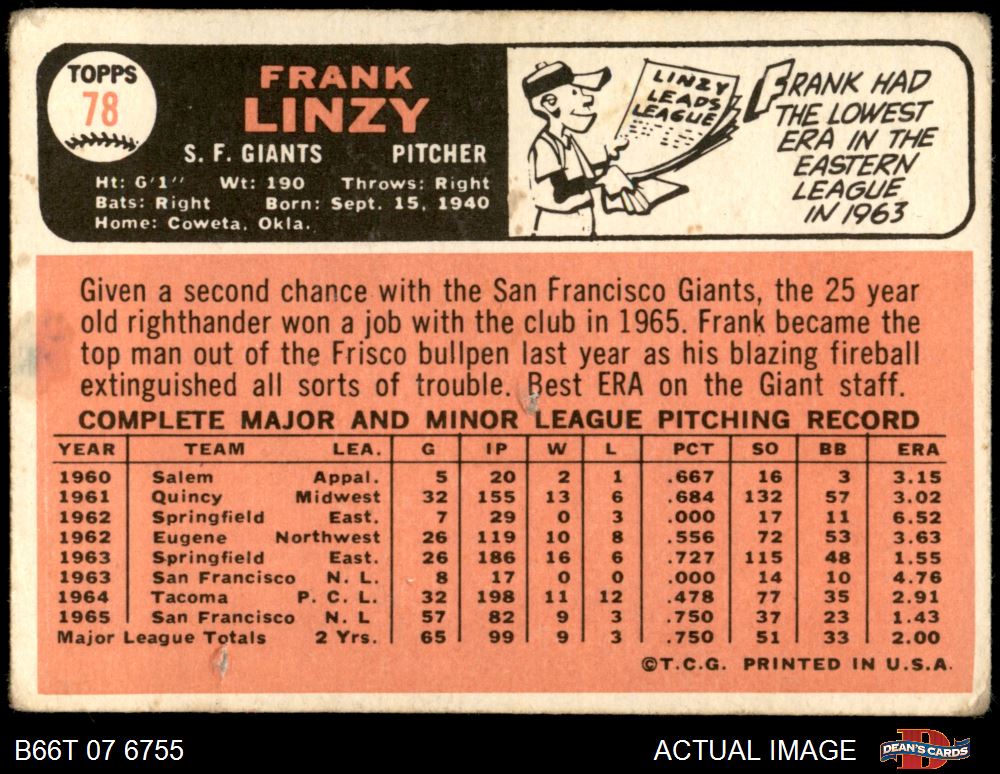 TOPPS
78
FRANK
LINZY
S. F. GIANTS PITCHER
Ht: 6'1" Wt: 190 Throws: Right
Bats: Right Born: Sept. 15, 1940
Home: Coweta, Okla.
LINZY
LEADS
LEAGUE
FRANK HAD
THE LOWEST
ERA IN THE
EASTERN
LEAGUE
IN 1963
Given a second chance with the San Francisco Giants, the 25 year
old righthander won a job with the club in 1965. Frank became the
top man out of the Frisco bullpen last year as his blazing fireball
extinguished all sorts of trouble. Best ERA on the Giant staff.
COMPLETE MAJOR AND MINOR LEAGUE PITCHING RECORD
YEAR TEAM LEA. G IP W L PCT SO BB ERA
1960 Salem Appal. 5 20 2 1 .667 16 3 3.15
1961 Quincy Midwest 32 155 13 6 .684 132 57 3.02
1962 Springfield East. 7 29 0 3 .000 17 11 6.52
1962 Eugene Northwest 26 119 10 8 .556 72 53 3.63
1963 Springfield East. 26 186 16 6 .727 115 48 1.55
1963 San Francisco N. L. 8 17 0 0 .000 14 10 4.76
1964 Tacoma P. C. L. 32 198 11 12 .478 77 35 2.91
1965 San Francisco N. L 57 82 9 3 .750 37 23 1.43
Major League Totals 2 Yrs. 65 99 9 3 .750 51 33 2.00
©T.C.G. PRINTED IN U.S.A.
B66T 07 6755 ACTUAL IMAGE DEAN'S CARDS